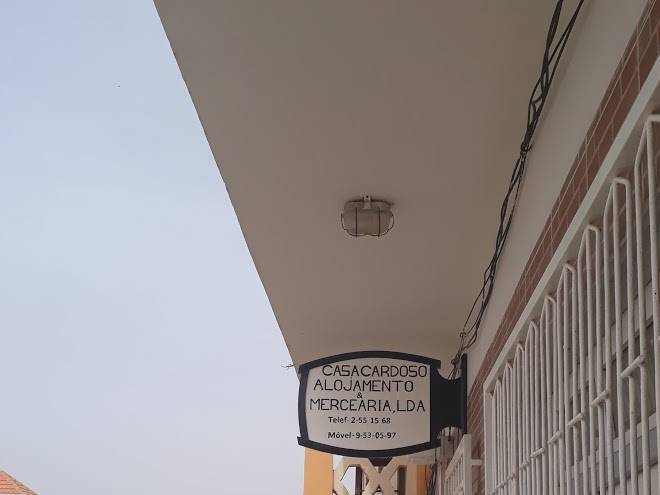 CASACARDOSO
ALOJAMENTO
&
MERCEARIA,LDA
Telef-2-55 15 68
Móvel-9-53-05-97